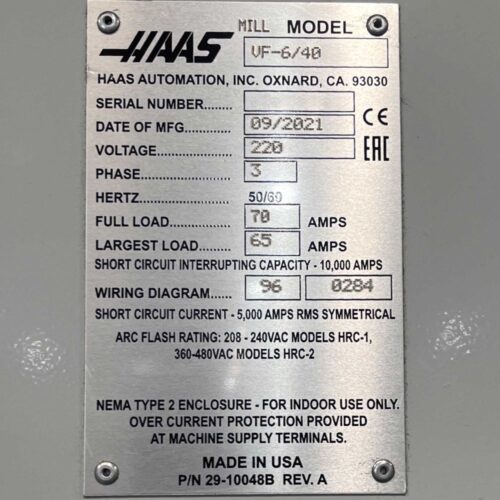 HAAS MILL MODEL VF-6/40
HAAS AUTOMATION, INC. OXNARD, CA. 93030
SERIAL NUMBER........
DATE OF MFG........... 09/2021 CE
VOLTAGE................. 220 EAC
PHASE..................... 3
HERTZ..................... 50/60
FULL LOAD.............. 70 AMPS
LARGEST LOAD........ 65 AMPS
SHORT CIRCUIT INTERRUPTING CAPACITY - 10,000 AMPS
WIRING DIAGRAM...... 96 0284
SHORT CIRCUIT CURRENT - 5,000 AMPS RMS SYMMETRICAL
ARC FLASH RATING: 208 - 240VAC MODELS HRC-1,
360-480VAC MODELS HRC-2
NEMA TYPE 2 ENCLOSURE - FOR INDOOR USE ONLY.
OVER CURRENT PROTECTION PROVIDED
AT MACHINE SUPPLY TERMINALS.
MADE IN USA
P/N 29-10048B REV. A